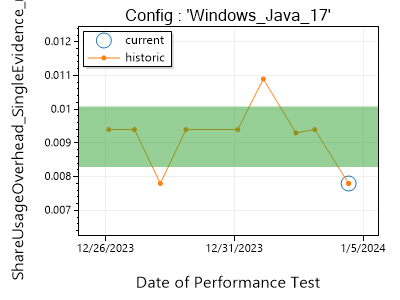 Config : 'Windows_Java_17'
current
historic
0.012
0.011
0.01
0.009
0.008
0.007
ShareUsageOverhead_SingleEvidence_
12/26/2023
12/31/2023
1/5/2024
Date of Performance Test